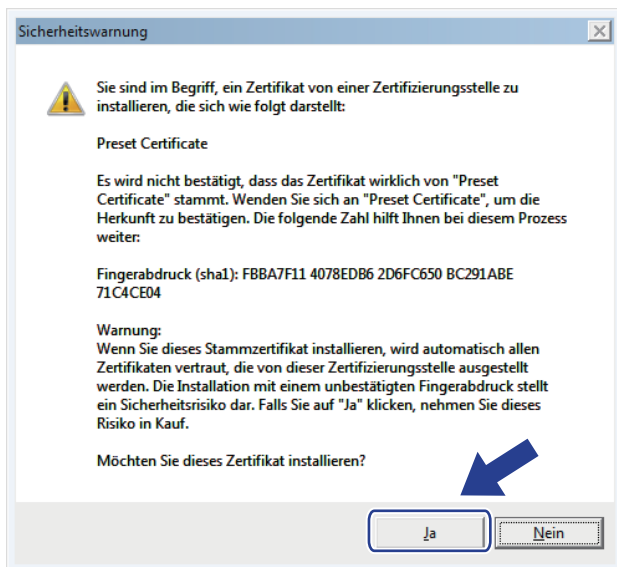 Sicherheitswarnung
Sie sind im Begriff, ein Zertifikat von einer Zertifizierungsstelle zu
installieren, die sich wie folgt darstellt:
Preset Certificate
Es wird nicht bestätigt, dass das Zertifikat wirklich von "Preset
Certificate" stammt. Wenden Sie sich an "Preset Certificate", um die
Herkunft zu bestätigen. Die folgende Zahl hilft Ihnen bei diesem Prozess
weiter:
Fingerabdruck (sha1): FBBA7F11 4078EDB6 2D6FC650 BC291ABE
71C4CE04
Warnung:
Wenn Sie dieses Stammzertifikat installieren, wird automatisch allen
Zertifikaten vertraut, die von dieser Zertifizierungsstelle ausgestellt
werden. Die Installation mit einem unbestätigten Fingerabdruck stellt
ein Sicherheitsrisiko dar. Falls Sie auf "Ja" klicken, nehmen Sie dieses
Risiko in Kauf.
Möchten Sie dieses Zertifikat installieren?
Ja
Nein